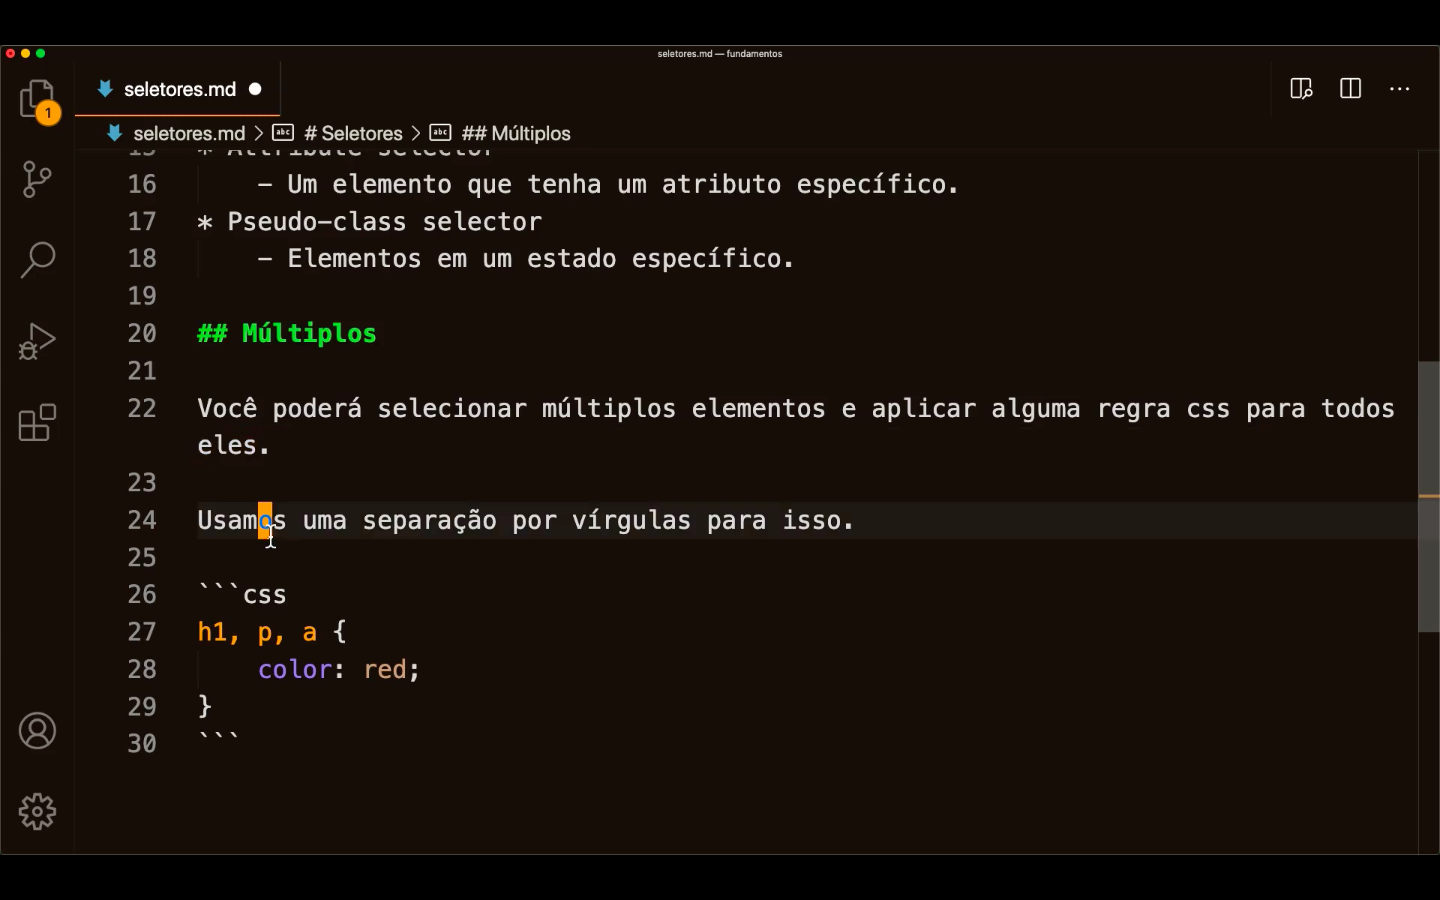 seletores.md — fundamentos
seletores.md
1
seletores.md > # Seletores > ## Múltiplos
15 * Attribute selector
16 - Um elemento que tenha um atributo específico.
17 * Pseudo-class selector
18 - Elementos em um estado específico.
19
20 ## Múltiplos
21
22 Você poderá selecionar múltiplos elementos e aplicar alguma regra css para todos
eles.
23
24 Usamos uma separação por vírgulas para isso.
25
26 ```css
27 h1, p, a {
28 color: red;
29 }
30 ```